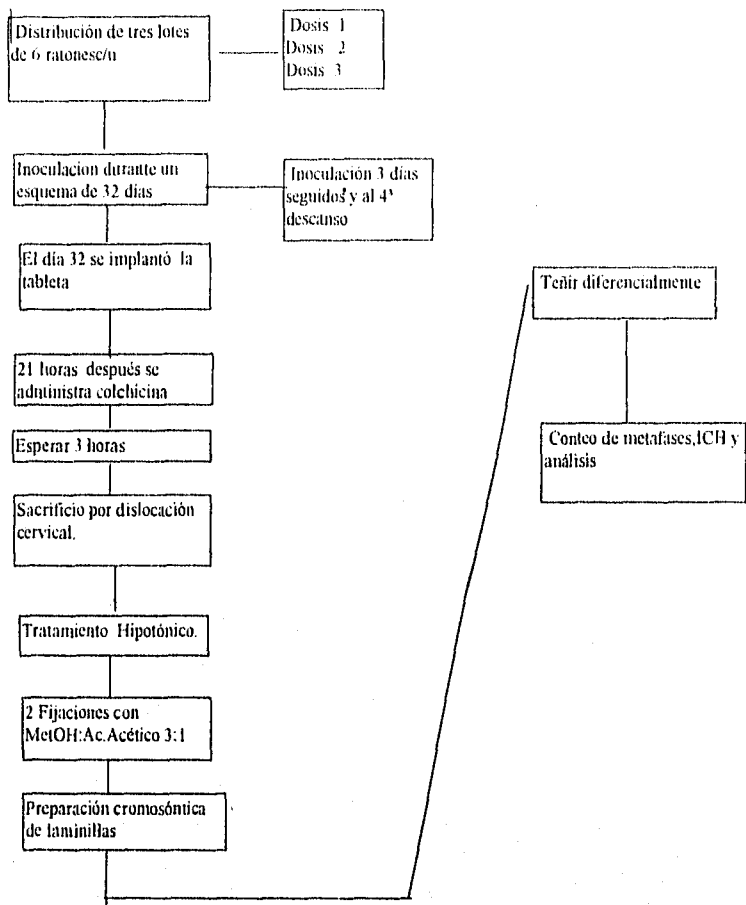 Distribución de tres lotes
de 6 ratonesc/u
Dosis 1
Dosis 2
Dosis 3
Inoculacion durante un
esquema de 32 días
Inoculación 3 días
seguidos y al 4º
descanso
El día 32 se implantó la
tableta
21 horas después se
administra colchicina
Esperar 3 horas
Sacrificio por dislocación
cervical.
Tratamiento Hipotónico.
2 Fijaciones con
MetOH:Ac.Acético 3:1
Preparación cromosómica
de laminillas
Teñir diferencialmente
Conteo de metafases,ICH y
análisis